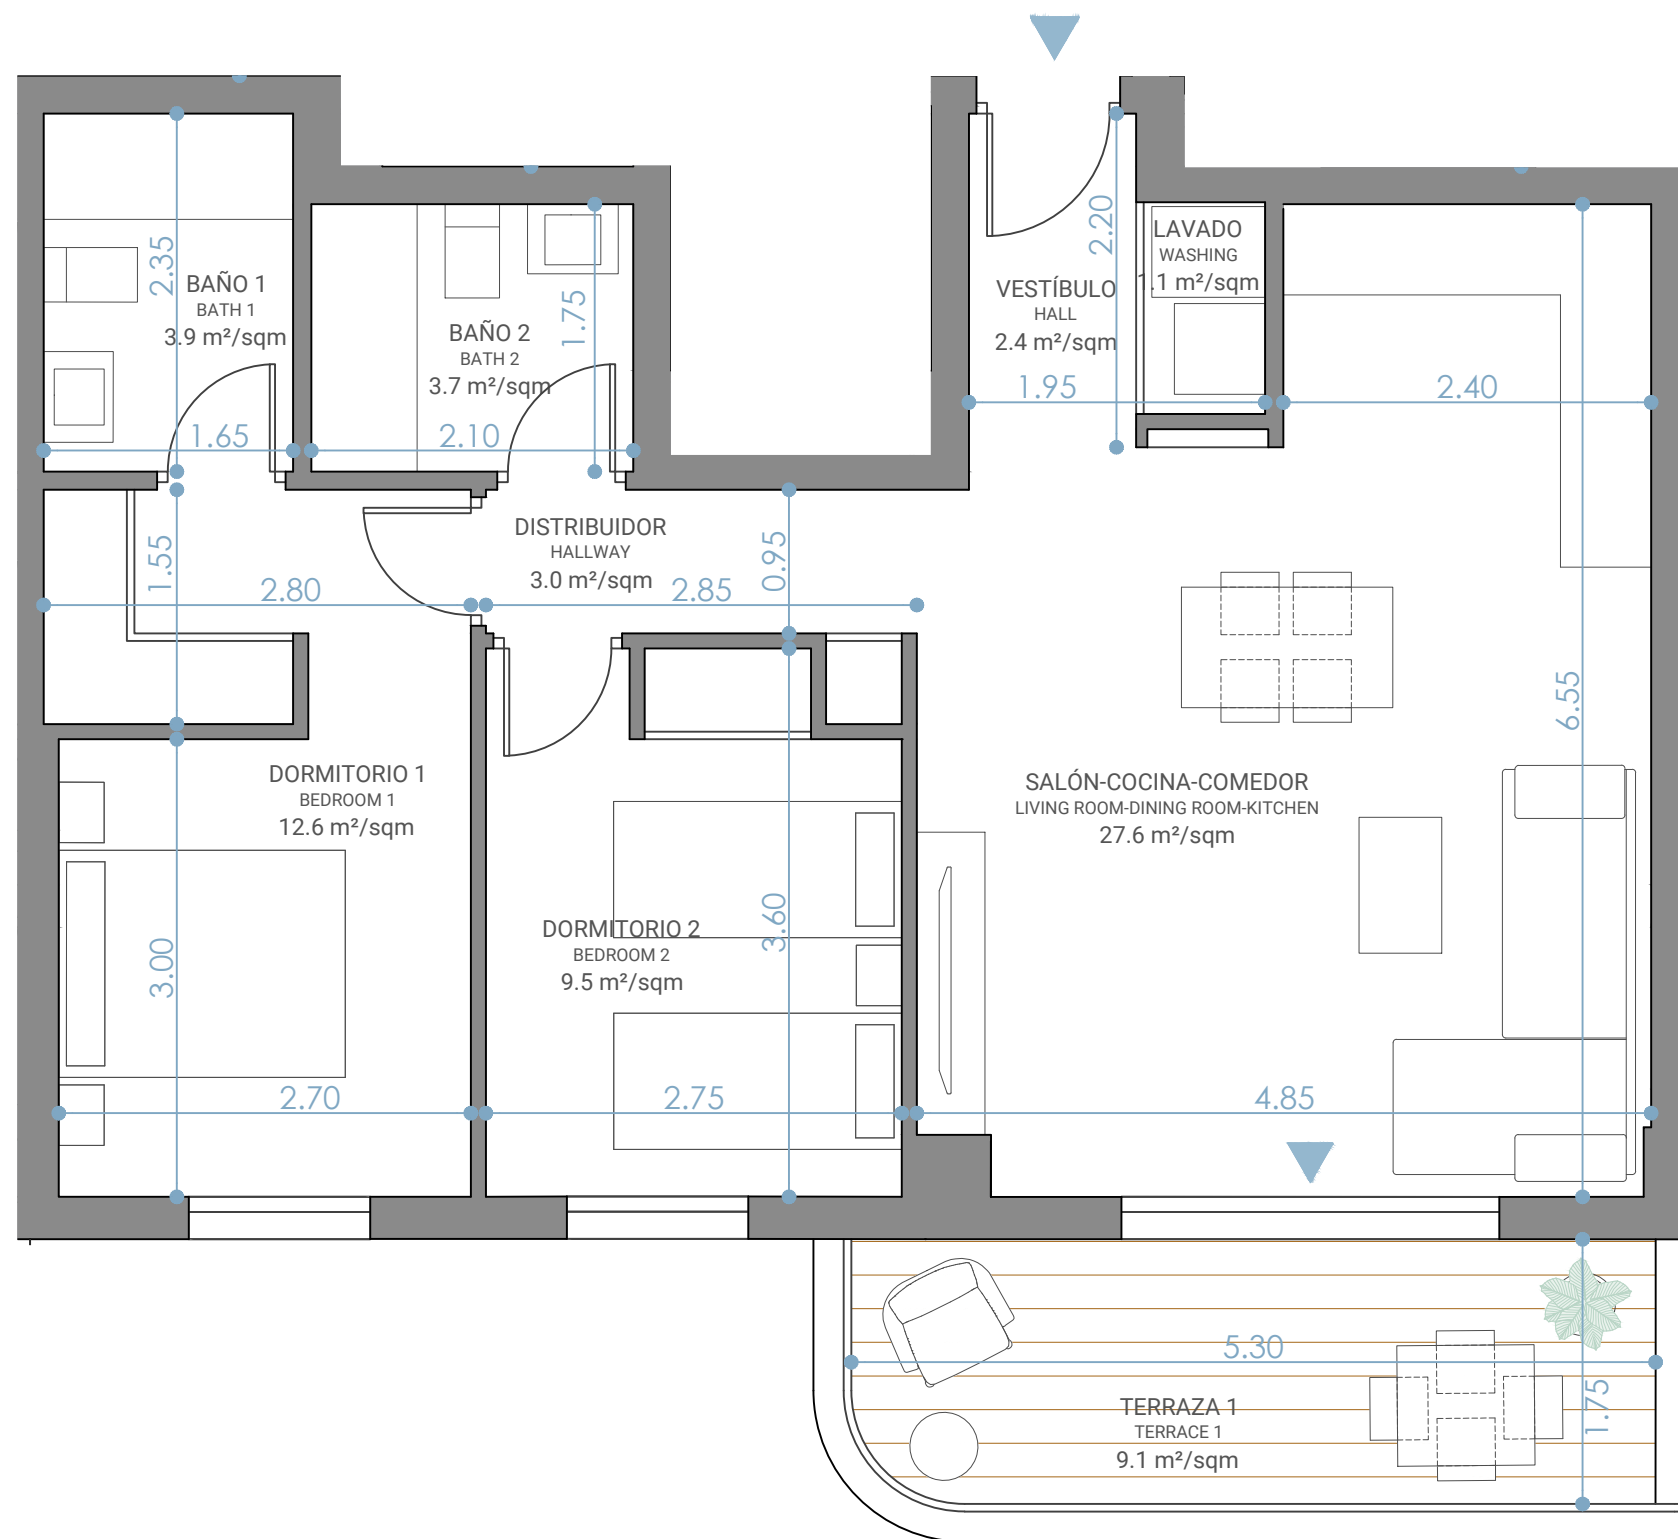 BAÑO 1
BATH 1
3.9 m²/sqm
2.35
1.65
BAÑO 2
BATH 2
3.7 m²/sqm
1.75
2.10
VESTÍBULO
HALL
2.4 m²/sqm
2.20
1.95
LAVADO
WASHING
1.1 m²/sqm
2.40
DISTRIBUIDOR
HALLWAY
3.0 m²/sqm
1.55
2.80
2.85
0.95
DORMITORIO 1
BEDROOM 1
12.6 m²/sqm
3.00
2.70
DORMITORIO 2
BEDROOM 2
9.5 m²/sqm
3.60
2.75
SALÓN-COCINA-COMEDOR
LIVING ROOM-DINING ROOM-KITCHEN
27.6 m²/sqm
6.55
4.85
5.30
TERRAZA 1
TERRACE 1
9.1 m²/sqm
1.75